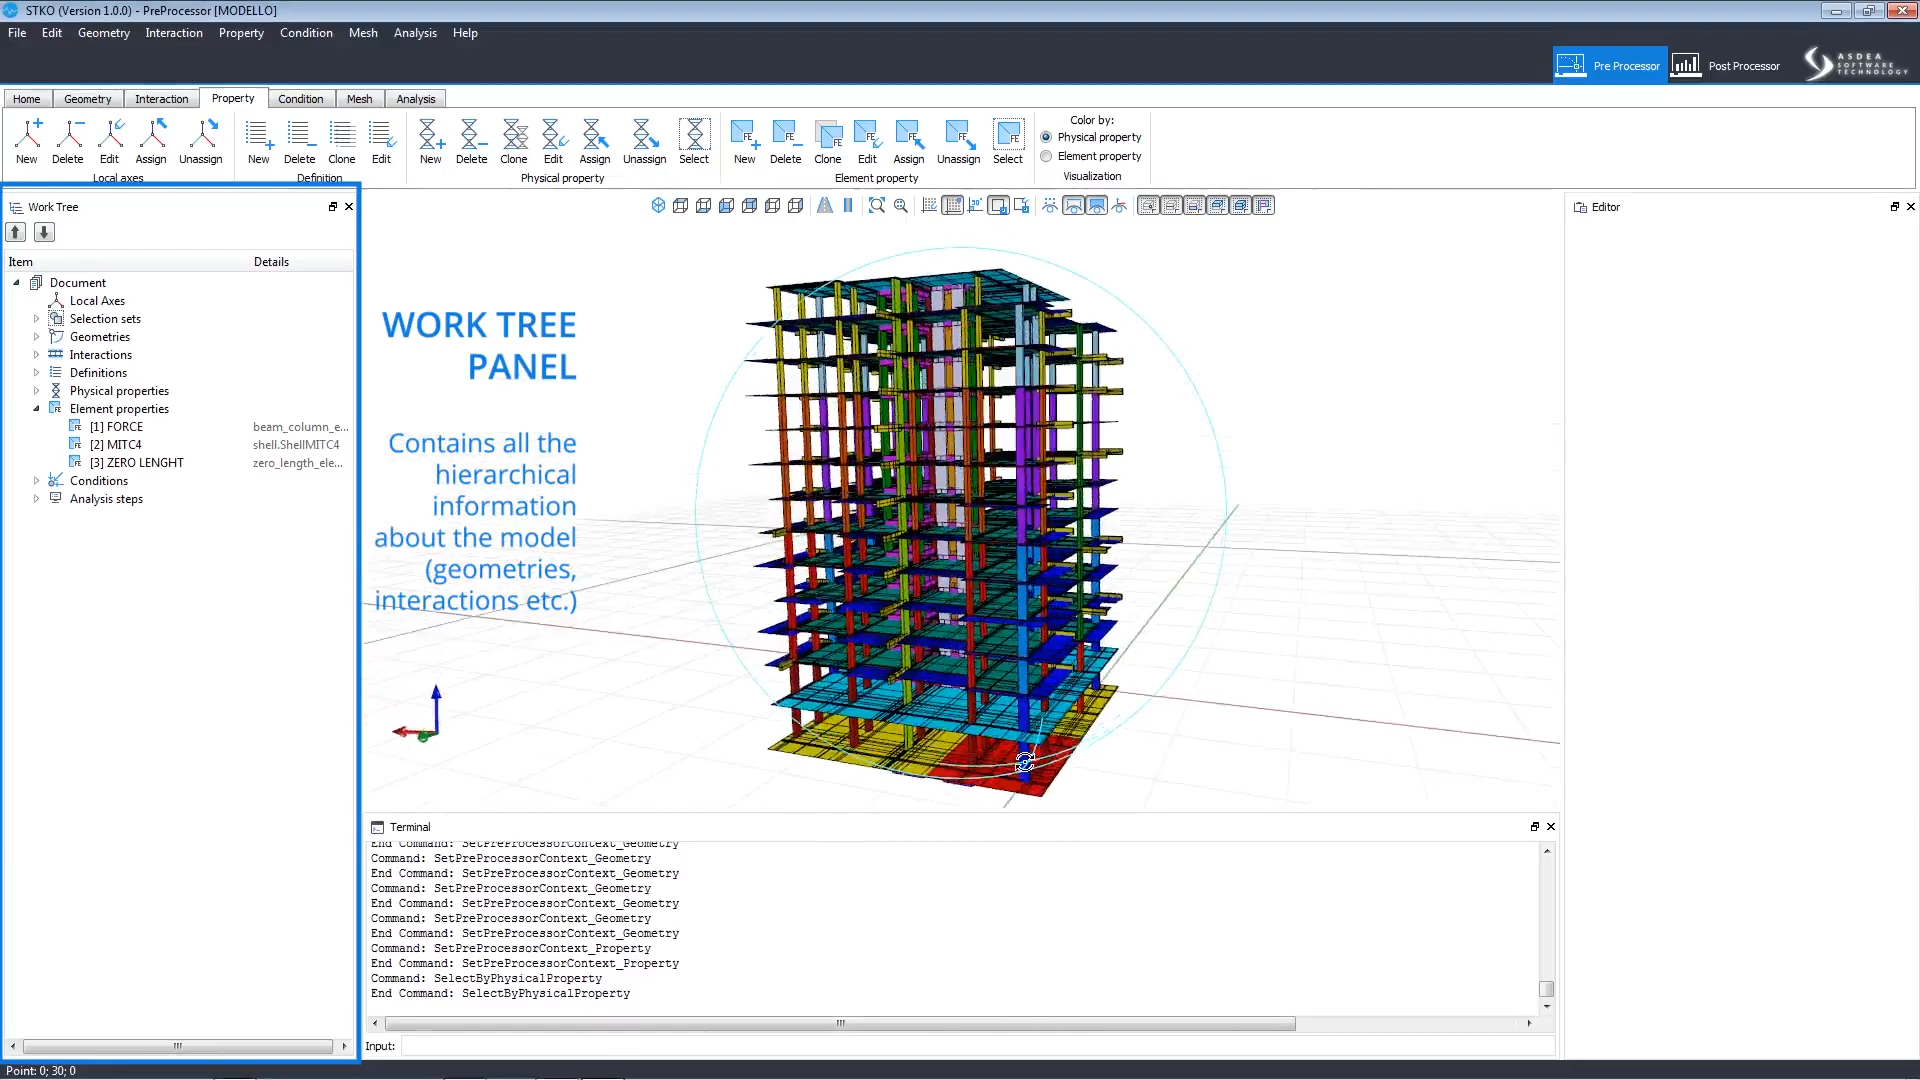 STKO (Version 1.0.0) - PreProcessor [MODELLO]
File Edit Geometry Interaction Property Condition Mesh Analysis Help
Pre Processor Post Processor ASDEA SOFTWARE TECHNOLOGY
Home Geometry Interaction Property Condition Mesh Analysis
New Delete Edit Assign Unassign
Local axes
New Delete Clone Edit
Definition
New Delete Clone Edit Assign Unassign Select
Physical property
New Delete Clone Edit Assign Unassign Select
Element property
Color by:
Physical property
Element property
Visualization
Work Tree
Item Details
Document
Local Axes
Selection sets
Geometries
Interactions
Definitions
Physical properties
Element properties
[1] FORCE beam_column_e...
[2] MITC4 shell.ShellMITC4
[3] ZERO LENGHT zero_length_ele...
Conditions
Analysis steps
WORK TREE
PANEL
Contains all the
hierarchical
information
about the model
(geometries,
interactions etc.)
Editor
Terminal
End Command: SetPreProcessorContext_Geometry
Command: SetPreProcessorContext_Geometry
End Command: SetPreProcessorContext_Geometry
Command: SetPreProcessorContext_Geometry
End Command: SetPreProcessorContext_Geometry
Command: SetPreProcessorContext_Geometry
End Command: SetPreProcessorContext_Geometry
Command: SetPreProcessorContext_Property
End Command: SetPreProcessorContext_Property
Command: SelectByPhysicalProperty
End Command: SelectByPhysicalProperty
Input:
Point: 0; 30; 0